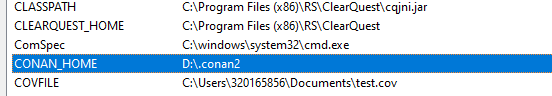 CLASSPATH C:\Program Files (x86)\RS\ClearQuest\cqjni.jar
CLEARQUEST_HOME C:\Program Files (x86)\RS\ClearQuest
ComSpec C:\windows\system32\cmd.exe
CONAN_HOME D:\.conan2
COVFILE C:\Users\320165856\Documents\test.cov